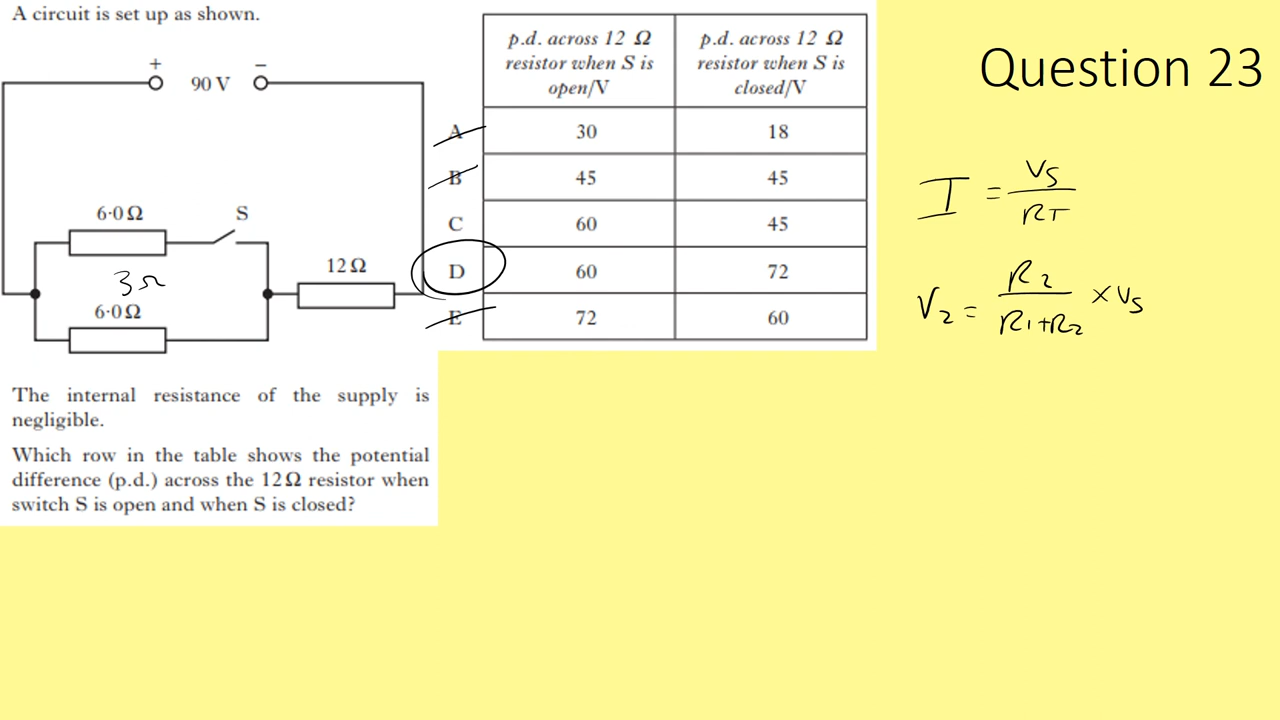 A circuit is set up as shown.
+ −
90 V
6·0 Ω S
3Ω
12 Ω
6·0 Ω
The internal resistance of the supply is
negligible.
Which row in the table shows the potential
difference (p.d.) across the 12 Ω resistor when
switch S is open and when S is closed?
p.d. across 12 Ω
resistor when S is
open/V
p.d. across 12 Ω
resistor when S is
closed/V
A 30 18
B 45 45
C 60 45
D 60 72
E 72 60
Question 23
I = Vs/RT
V2 = R2/R1+R2 × Vs